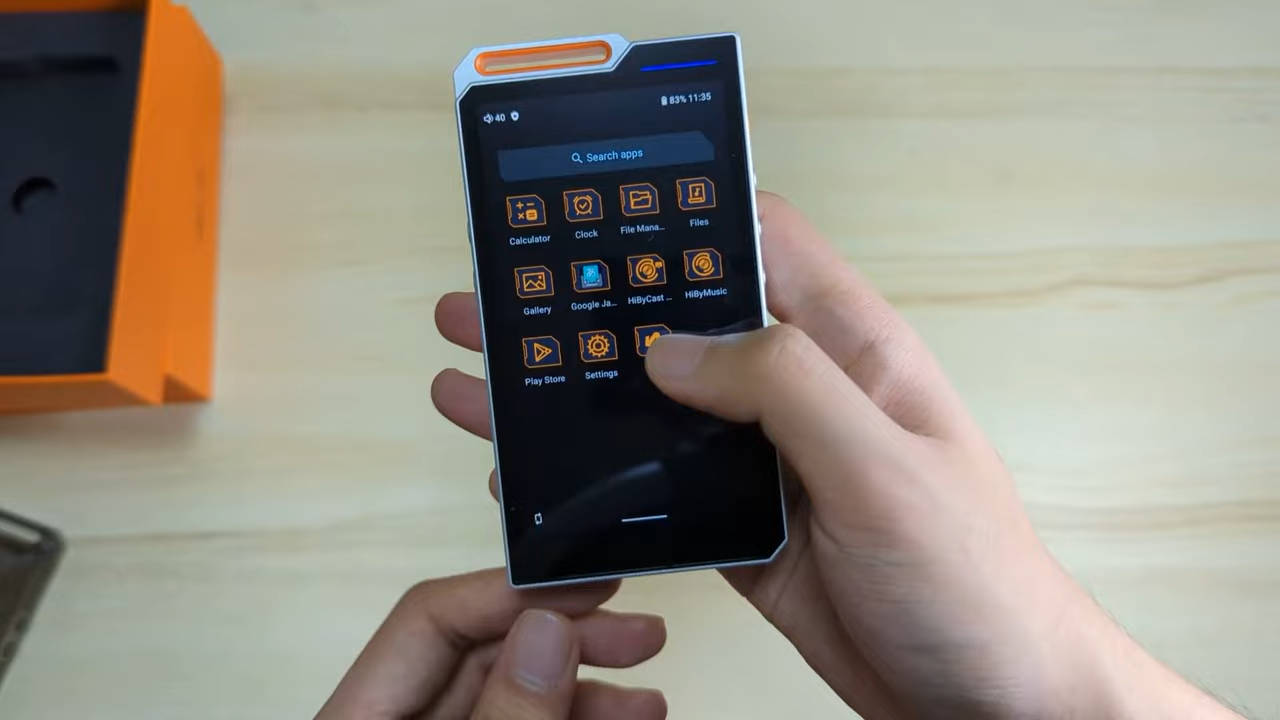 40
83% 11:35
Search apps
Calculator
Clock
File Mana...
Files
Gallery
Google Ja...
HiByCast ...
HiByMusic
Play Store
Settings